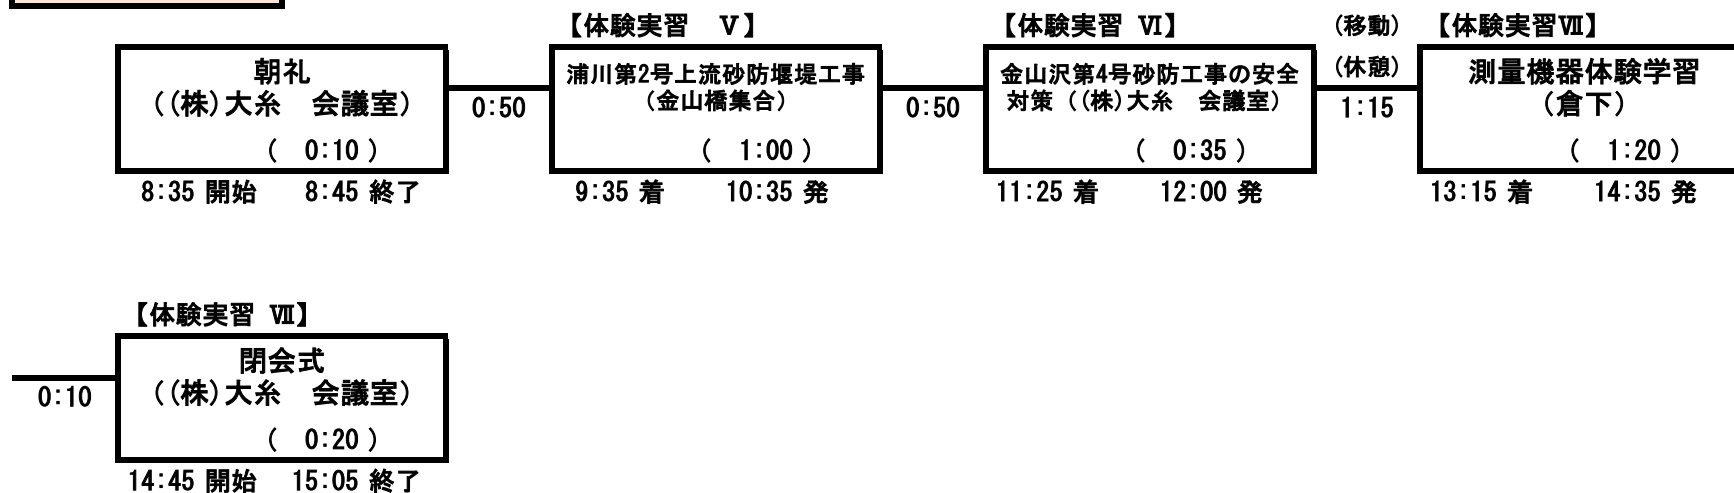 朝礼
((株)大糸　会議室)
( 0:10 )
8:35 開始　8:45 終了
0:50
【体験実習　Ⅴ】
浦川第2号上流砂防堰堤工事
(金山橋集合)
( 1:00 )
9:35 着　10:35 発
0:50
【体験実習 Ⅵ】
金山沢第4号砂防工事の安全
対策 ((株)大糸　会議室)
( 0:35 )
11:25 着　12:00 発
(移動)
(休憩)
1:15
【体験実習Ⅶ】
測量機器体験学習
(倉下)
( 1:20 )
13:15 着　14:35 発
0:10
【体験実習 Ⅶ】
閉会式
((株)大糸　会議室)
( 0:20 )
14:45 開始　15:05 終了